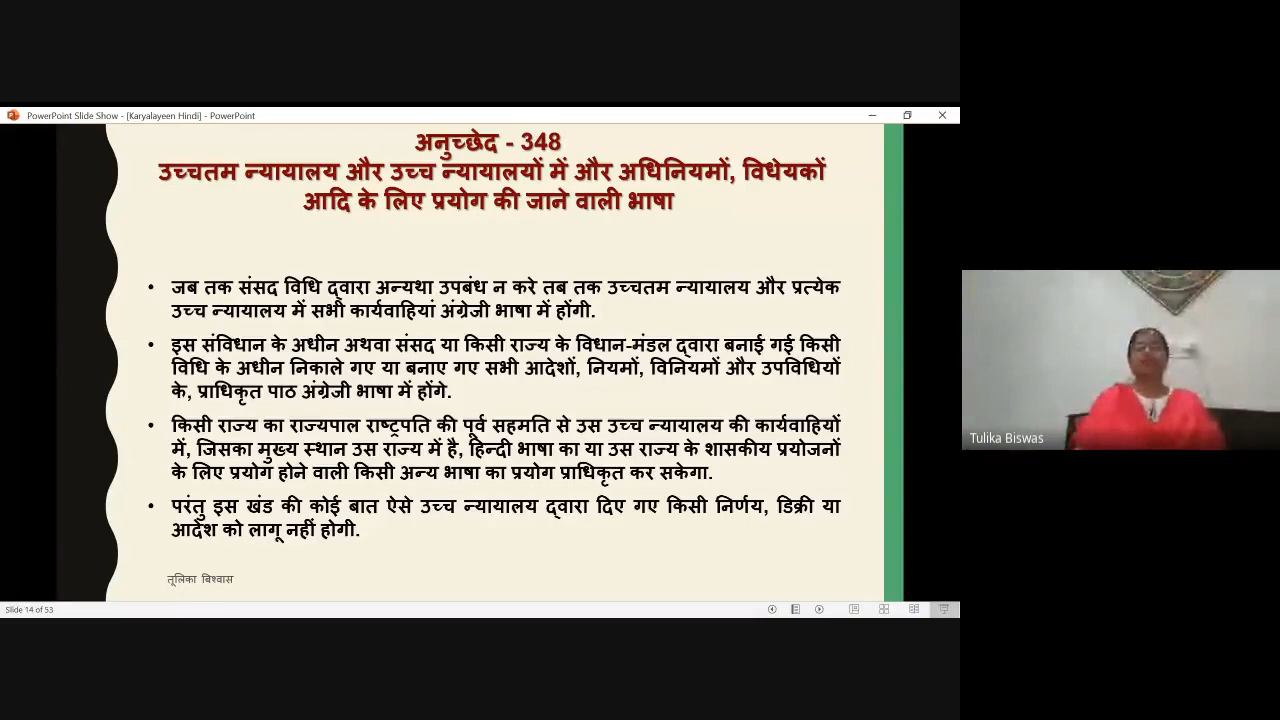 PowerPoint Slide Show - [Karyalayeen Hindi] - PowerPoint
अनुच्छेद - 348
उच्चतम न्यायालय और उच्च न्यायालयों में और अधिनियमों, विधेयकों
आदि के लिए प्रयोग की जाने वाली भाषा
• जब तक संसद विधि द्वारा अन्यथा उपबंध न करे तब तक उच्चतम न्यायालय और प्रत्येक
उच्च न्यायालय में सभी कार्यवाहियां अंग्रेजी भाषा में होंगी.
• इस संविधान के अधीन अथवा संसद या किसी राज्य के विधान-मंडल द्वारा बनाई गई किसी
विधि के अधीन निकाले गए या बनाए गए सभी आदेशों, नियमों, विनियमों और उपविधियों
के, प्राधिकृत पाठ अंग्रेजी भाषा में होंगे.
• किसी राज्य का राज्यपाल राष्ट्रपति की पूर्व सहमति से उस उच्च न्यायालय की कार्यवाहियों
में, जिसका मुख्य स्थान उस राज्य में है, हिन्दी भाषा का या उस राज्य के शासकीय प्रयोजनों
के लिए प्रयोग होने वाली किसी अन्य भाषा का प्रयोग प्राधिकृत कर सकेगा.
• परंतु इस खंड की कोई बात ऐसे उच्च न्यायालय द्वारा दिए गए किसी निर्णय, डिक्री या
आदेश को लागू नहीं होगी.
तूलिका बिश्वास
Slide 14 of 53
Tulika Biswas